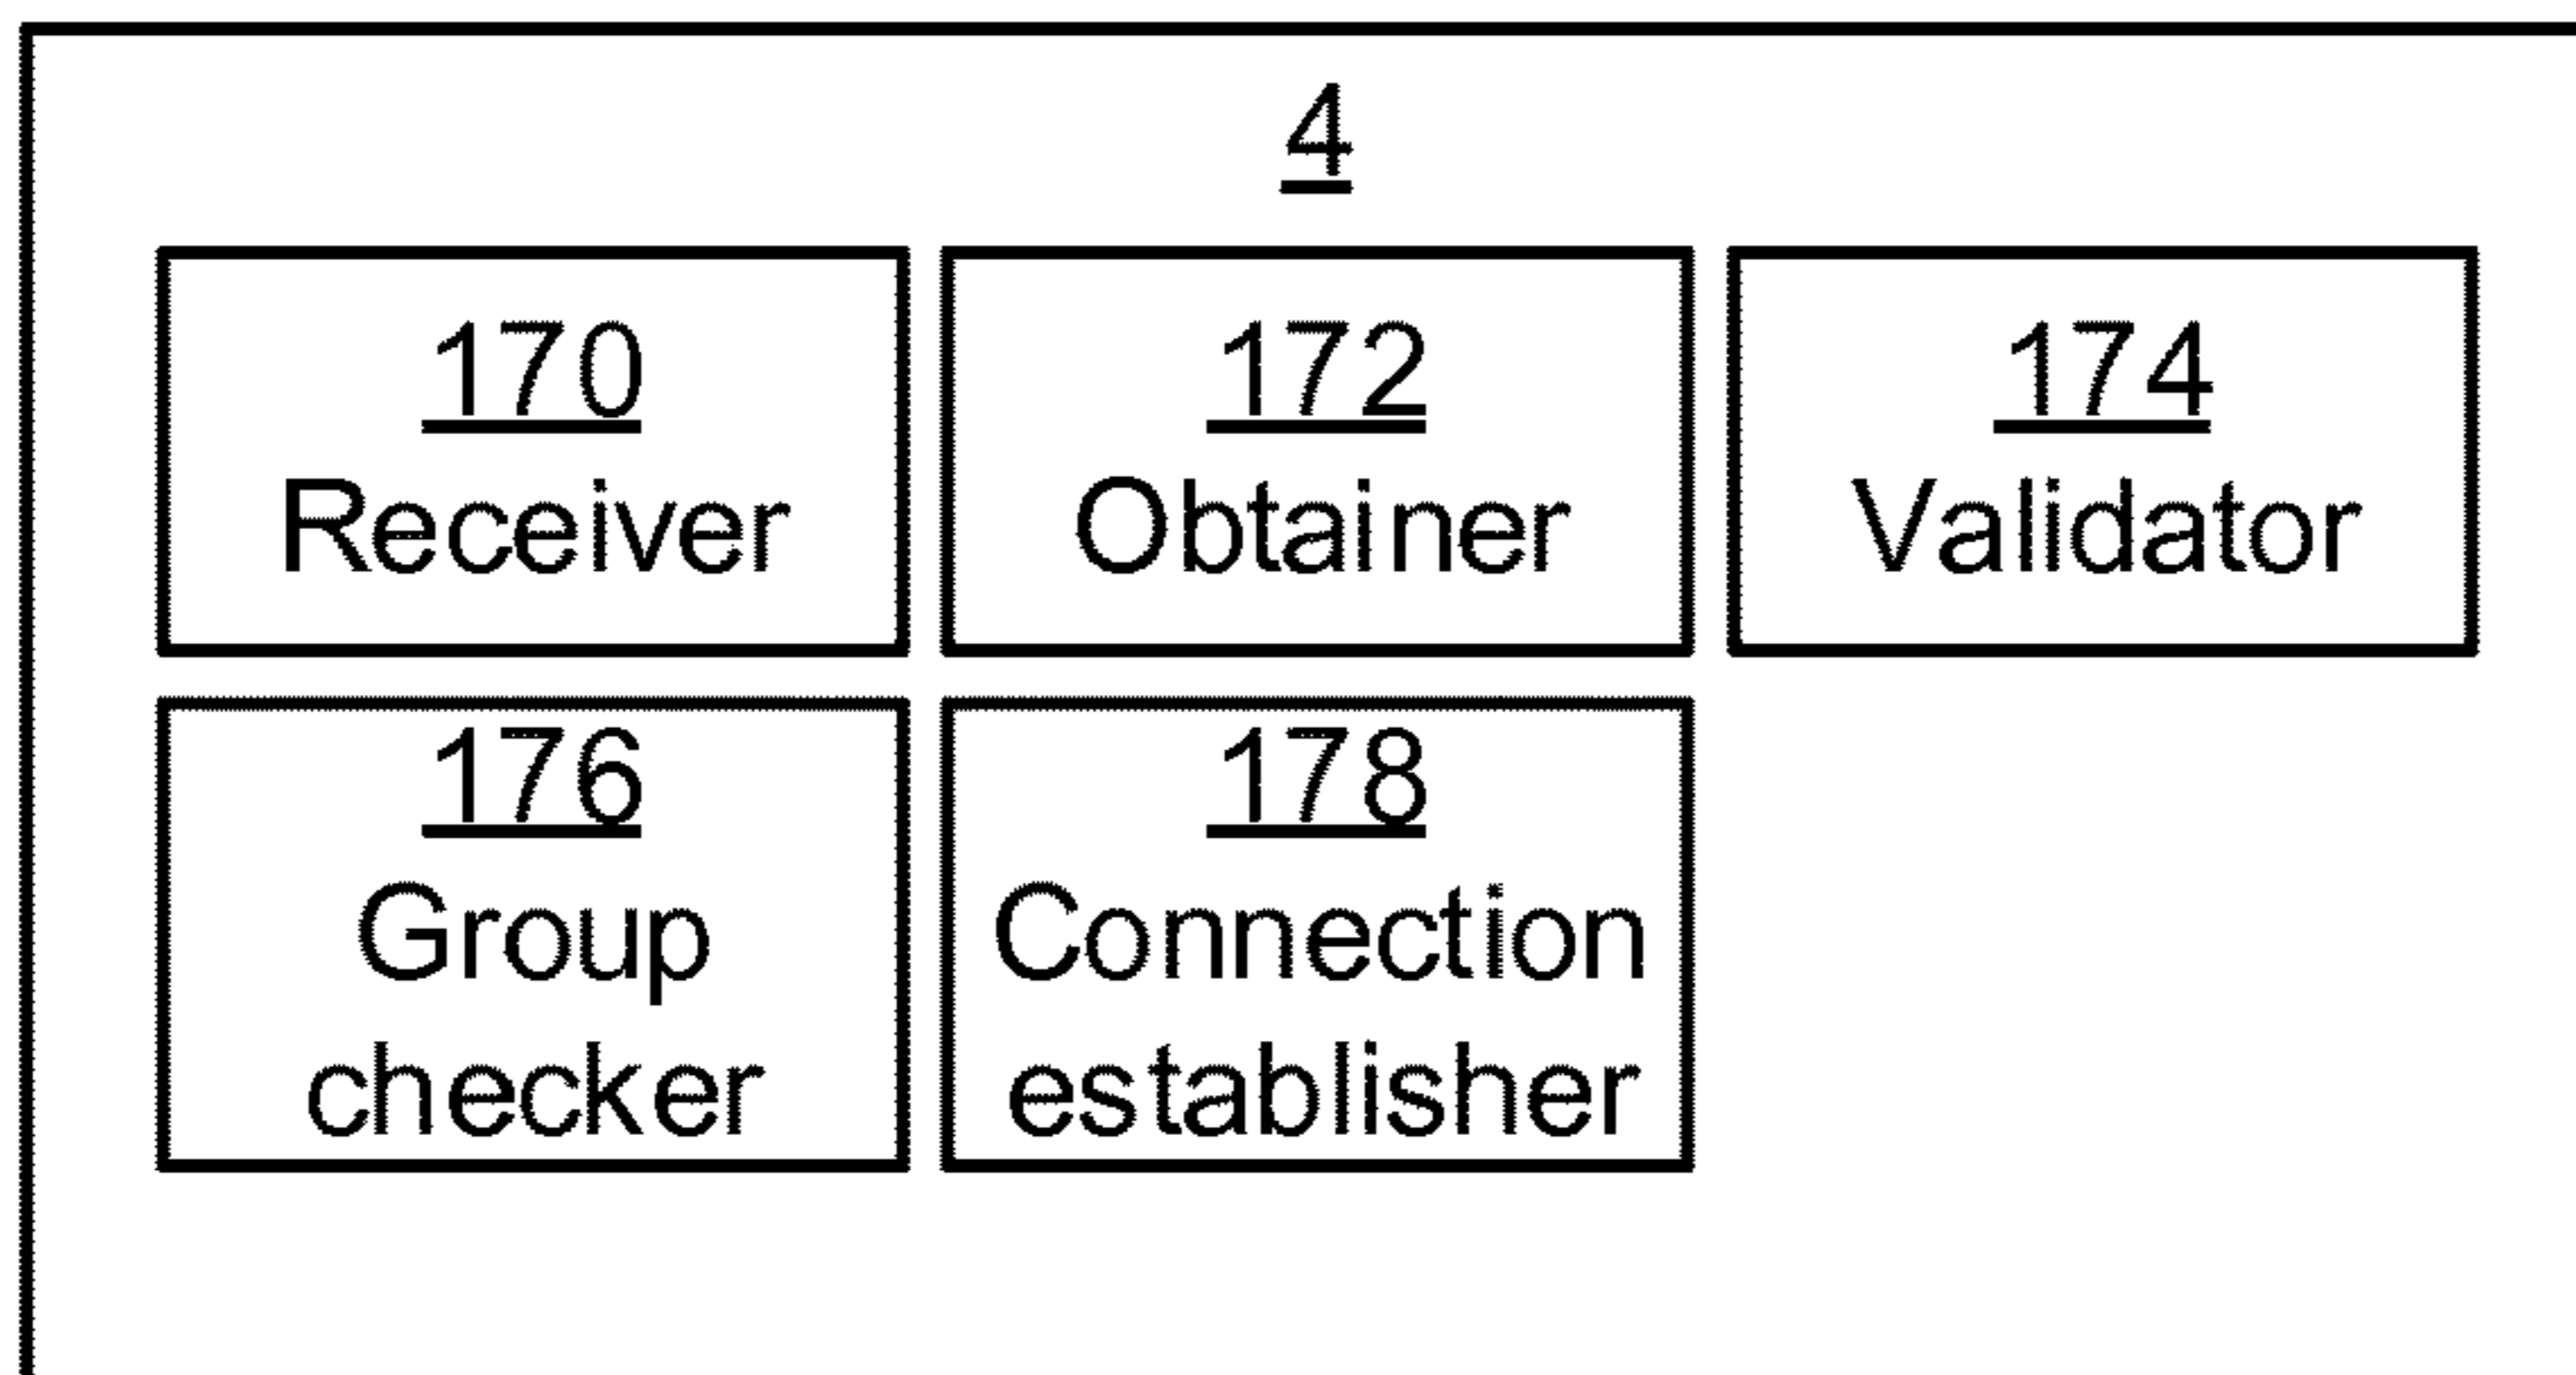 4
170
Receiver
172
Obtainer
174
Validator
176
Group
checker
178
Connection
establisher